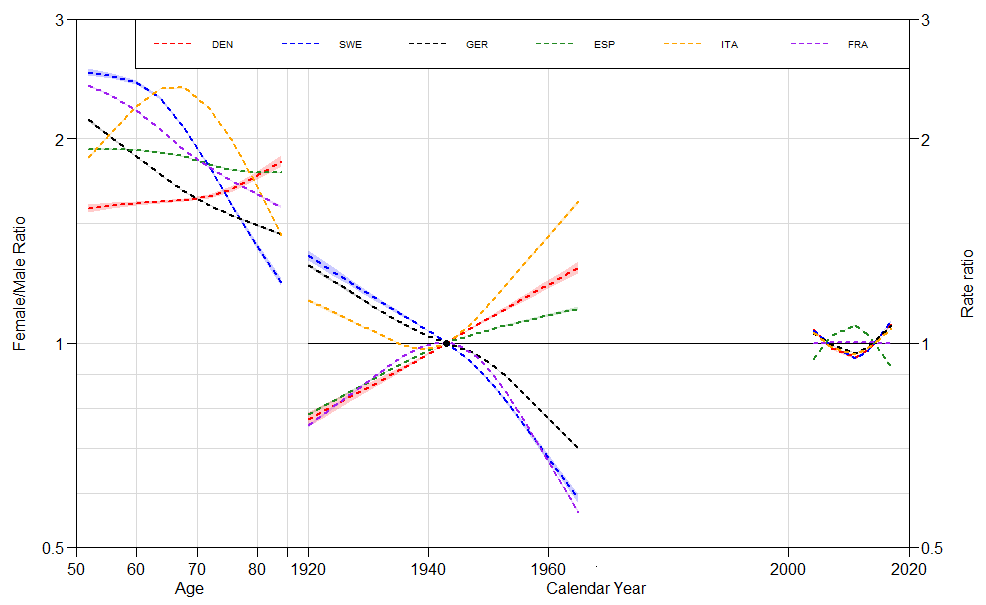 DEN SWE GER ESP ITA FRA
3 3
2 2
1 1
0.5 0.5
Female/Male Ratio
Rate ratio
50 60 70 80 1920 1940 1960 2000 2020
Age Calendar Year